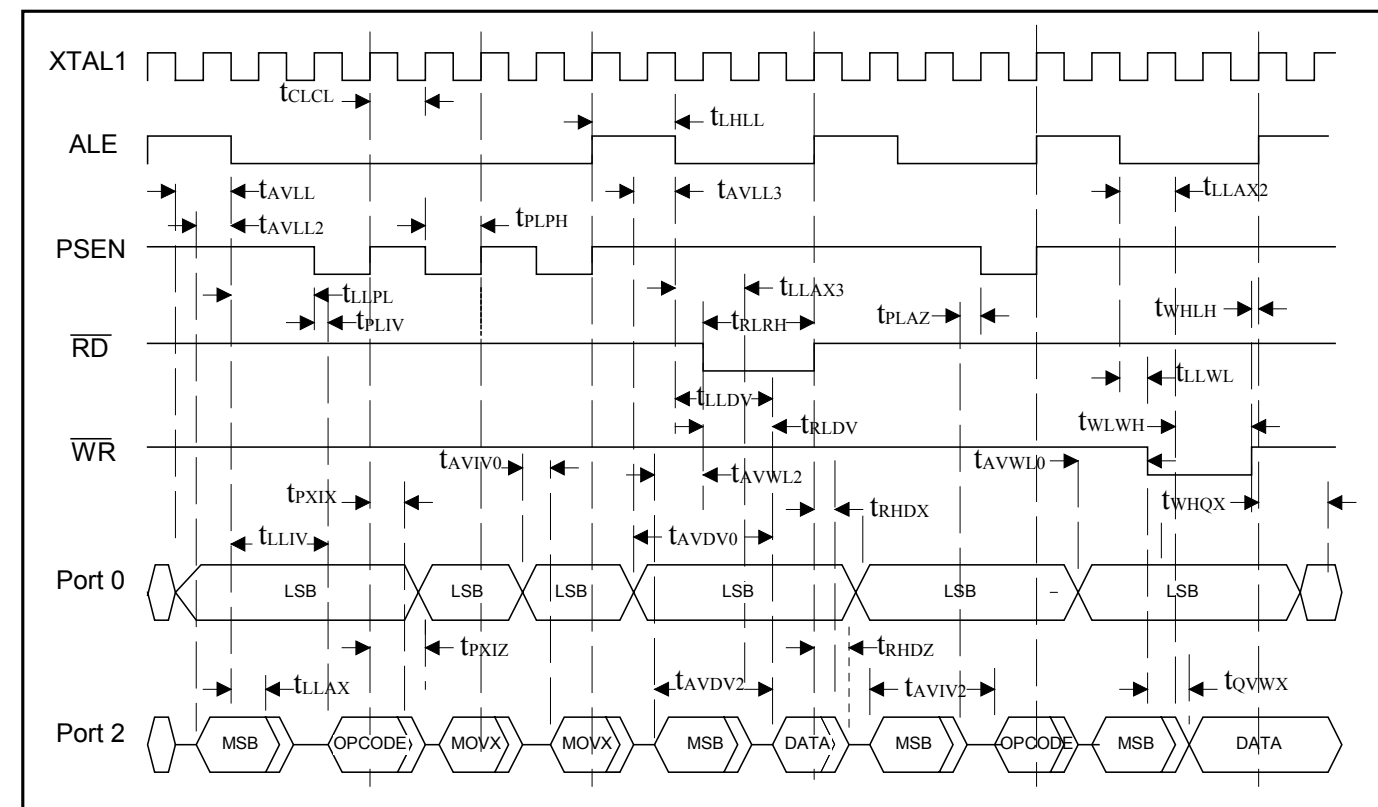 XTAL1
tCLCL
tLHLL
ALE
tAVLL
tAVLL3
tLLAX2
tAVLL2
tPLPH
PSEN
tLLPL
tLLAX3
tPLIV
tRLRH
tPLAZ
tWHLH
RD
tLLDV
tLLWL
tRLDV
tWLWH
WR
tAVIV0
tAVWL2
tAVWL0
tPXIX
tRHDX
tWHQX
tLLIV
tAVDV0
Port 0
LSB LSB LSB LSB LSB LSB
tPXIZ
tRHDZ
tLLAX
tAVDV2
tAVIV2
tQVWX
Port 2
MSB OPCODE MOVX MOVX MSB DATA MSB OPCODE MSB DATA